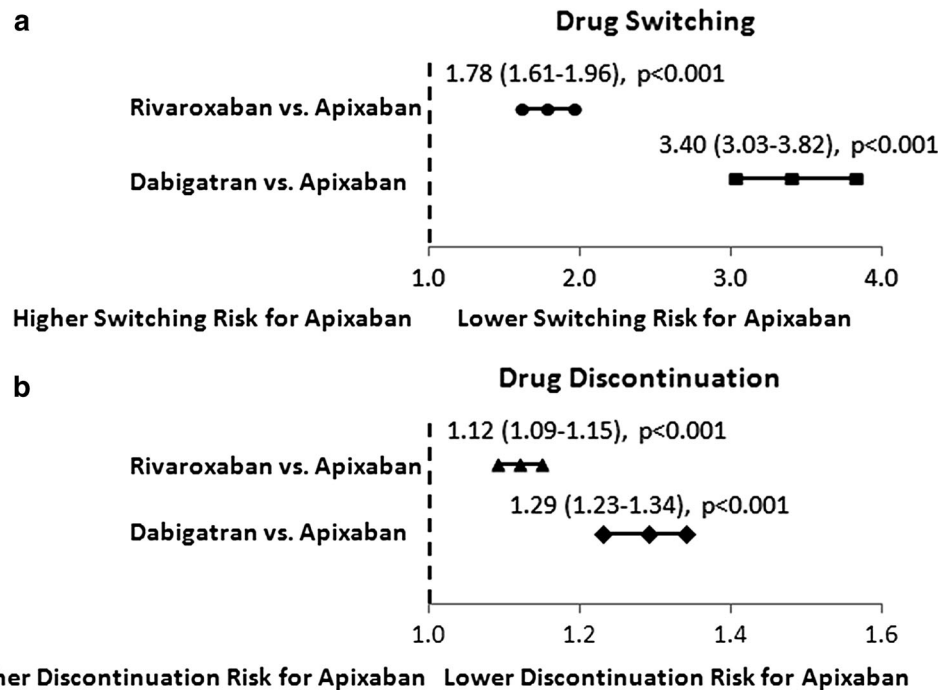 a
Drug Switching
1.78 (1.61-1.96), p<0.001
Rivaroxaban vs. Apixaban
3.40 (3.03-3.82), p<0.001
Dabigatran vs. Apixaban
1.0 2.0 3.0 4.0
Higher Switching Risk for Apixaban Lower Switching Risk for Apixaban
b
Drug Discontinuation
1.12 (1.09-1.15), p<0.001
Rivaroxaban vs. Apixaban
1.29 (1.23-1.34), p<0.001
Dabigatran vs. Apixaban
1.0 1.2 1.4 1.6
Discontinuation Risk for Apixaban Lower Discontinuation Risk for Apixaban